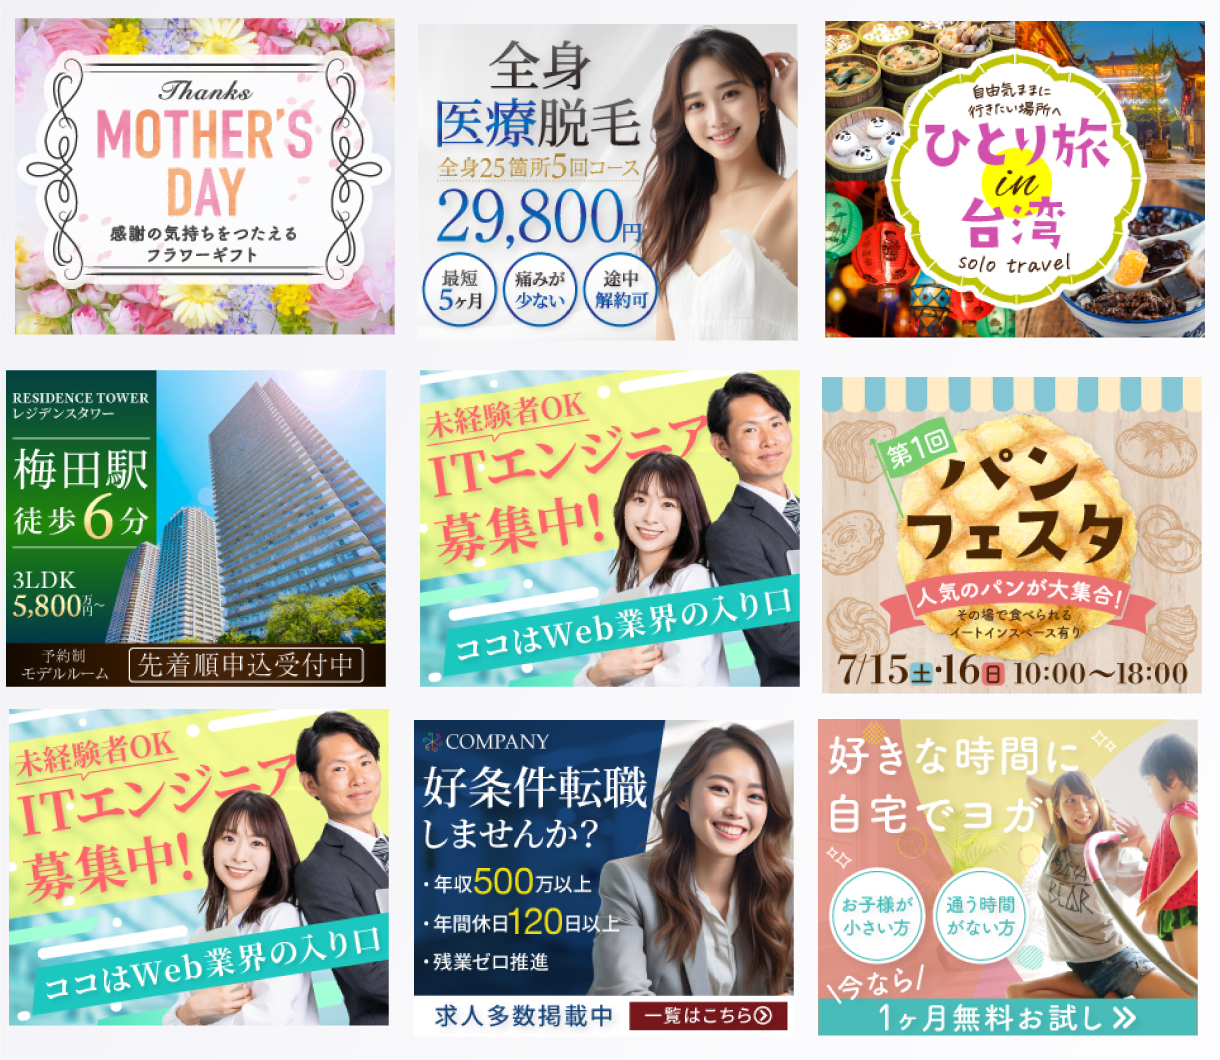 Thanks
MOTHER'S
DAY
感謝の気持ちをつたえる
フラワーギフト
全身
医療脱毛
全身25箇所5回コース
29,800円
最短
5ヶ月
痛みが
少ない
途中
解約可
自由気ままに
行きたい場所へ
ひとり旅
in
台湾
solo travel
RESIDENCE TOWER
レジデンスタワー
梅田駅
徒歩6分
3LDK
5,800万円~
予約制
モデルルーム
先着順申込受付中
未経験者OK
ITエンジニア
募集中!
ココはWeb業界の入り口
第1回
パン
フェスタ
人気のパンが大集合!
その場で食べられる
イートインスペース有り
7/15土・16日 10:00〜18:00
未経験者OK
ITエンジニア
募集中!
ココはWeb業界の入り口
COMPANY
好条件転職
しませんか?
・年収500万以上
・年間休日120日以上
・残業ゼロ推進
求人多数掲載中
一覧はこちら
好きな時間に
自宅でヨガ
お子様が
小さい方
通う時間
がない方
\今なら/
1ヶ月無料お試し